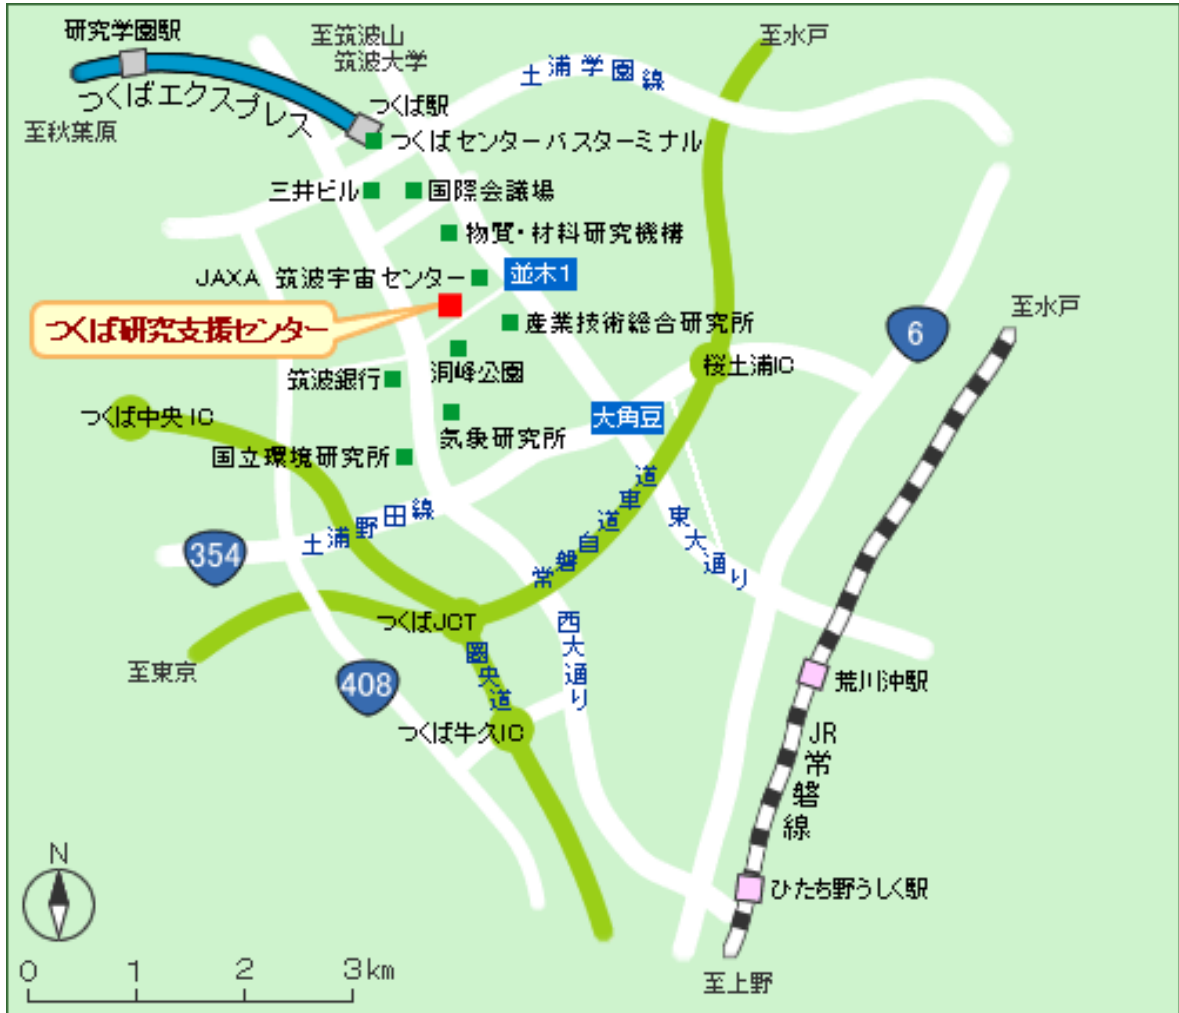 研究学園駅
至筑波山
筑波大学
至水戸
土浦学園線
つくばエクスプレス
つくば駅
至秋葉原
つくばセンターバスターミナル
三井ビル
国際会議場
物質・材料研究機構
JAXA 筑波宇宙センター
並木1
つくば研究支援センター
産業技術総合研究所
至水戸
6
洞峰公園
桜土浦IC
筑波銀行
つくば中央IC
大角豆
気象研究所
国立環境研究所
土浦野田線
354
常磐自動車道
東大通り
つくばJCT
西大通り
圏央道
至東京
408
荒川沖駅
つくば牛久IC
JR常磐線
ひたち野うしく駅
N
0 1 2 3km
至上野